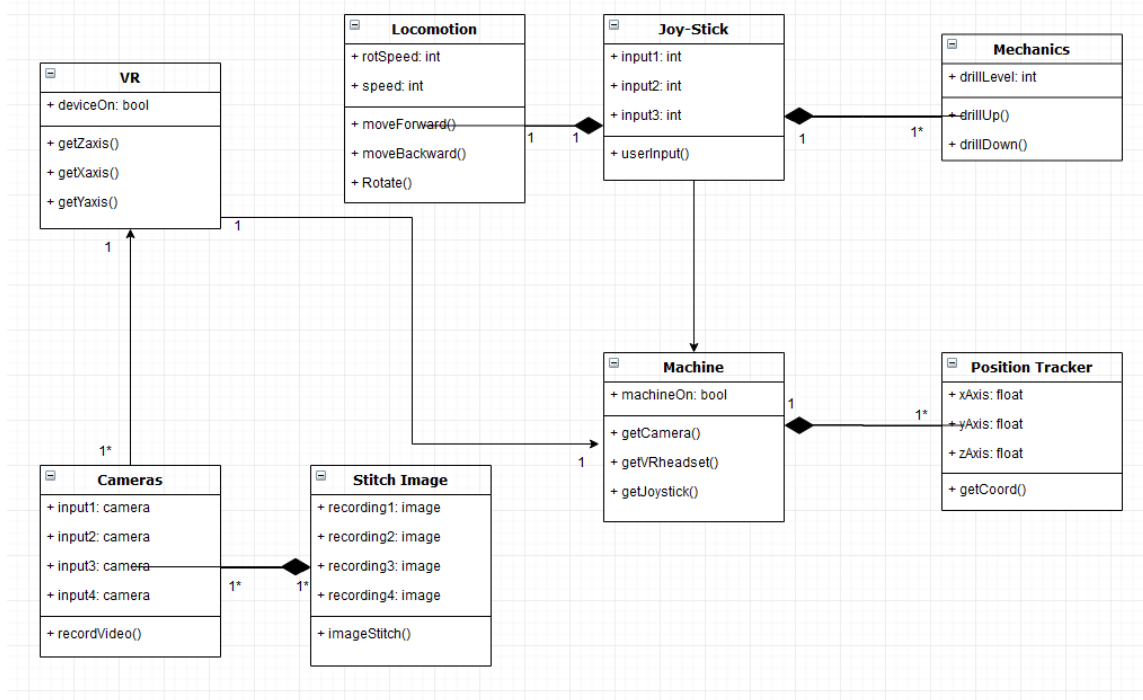 Locomotion
+ rotSpeed: int
+ speed: int
+ moveForward()
+ moveBackward()
+ Rotate()
1
1
Joy-Stick
+ input1: int
+ input2: int
+ input3: int
+ userInput()
1
1*
Mechanics
+ drillLevel: int
+ drillUp()
+ drillDown()
VR
+ deviceOn: bool
+ getZaxis()
+ getXaxis()
+ getYaxis()
1
1
Machine
+ machineOn: bool
+ getCamera()
+ getVRheadset()
+ getJoystick()
1
1
1*
Position Tracker
+ xAxis: float
+ yAxis: float
+ zAxis: float
+ getCoord()
1*
Cameras
+ input1: camera
+ input2: camera
+ input3: camera
+ input4: camera
+ recordVideo()
1*
1*
Stitch Image
+ recording1: image
+ recording2: image
+ recording3: image
+ recording4: image
+ imageStitch()